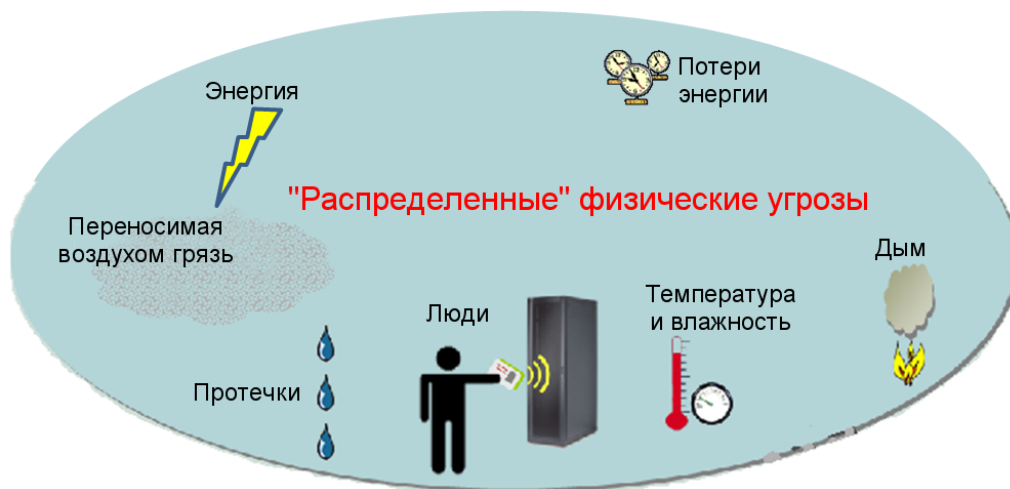 Потери
энергии
Энергия
"Распределенные" физические угрозы
Переносимая
воздухом грязь
Дым
Температура
и влажность
Люди
Протечки